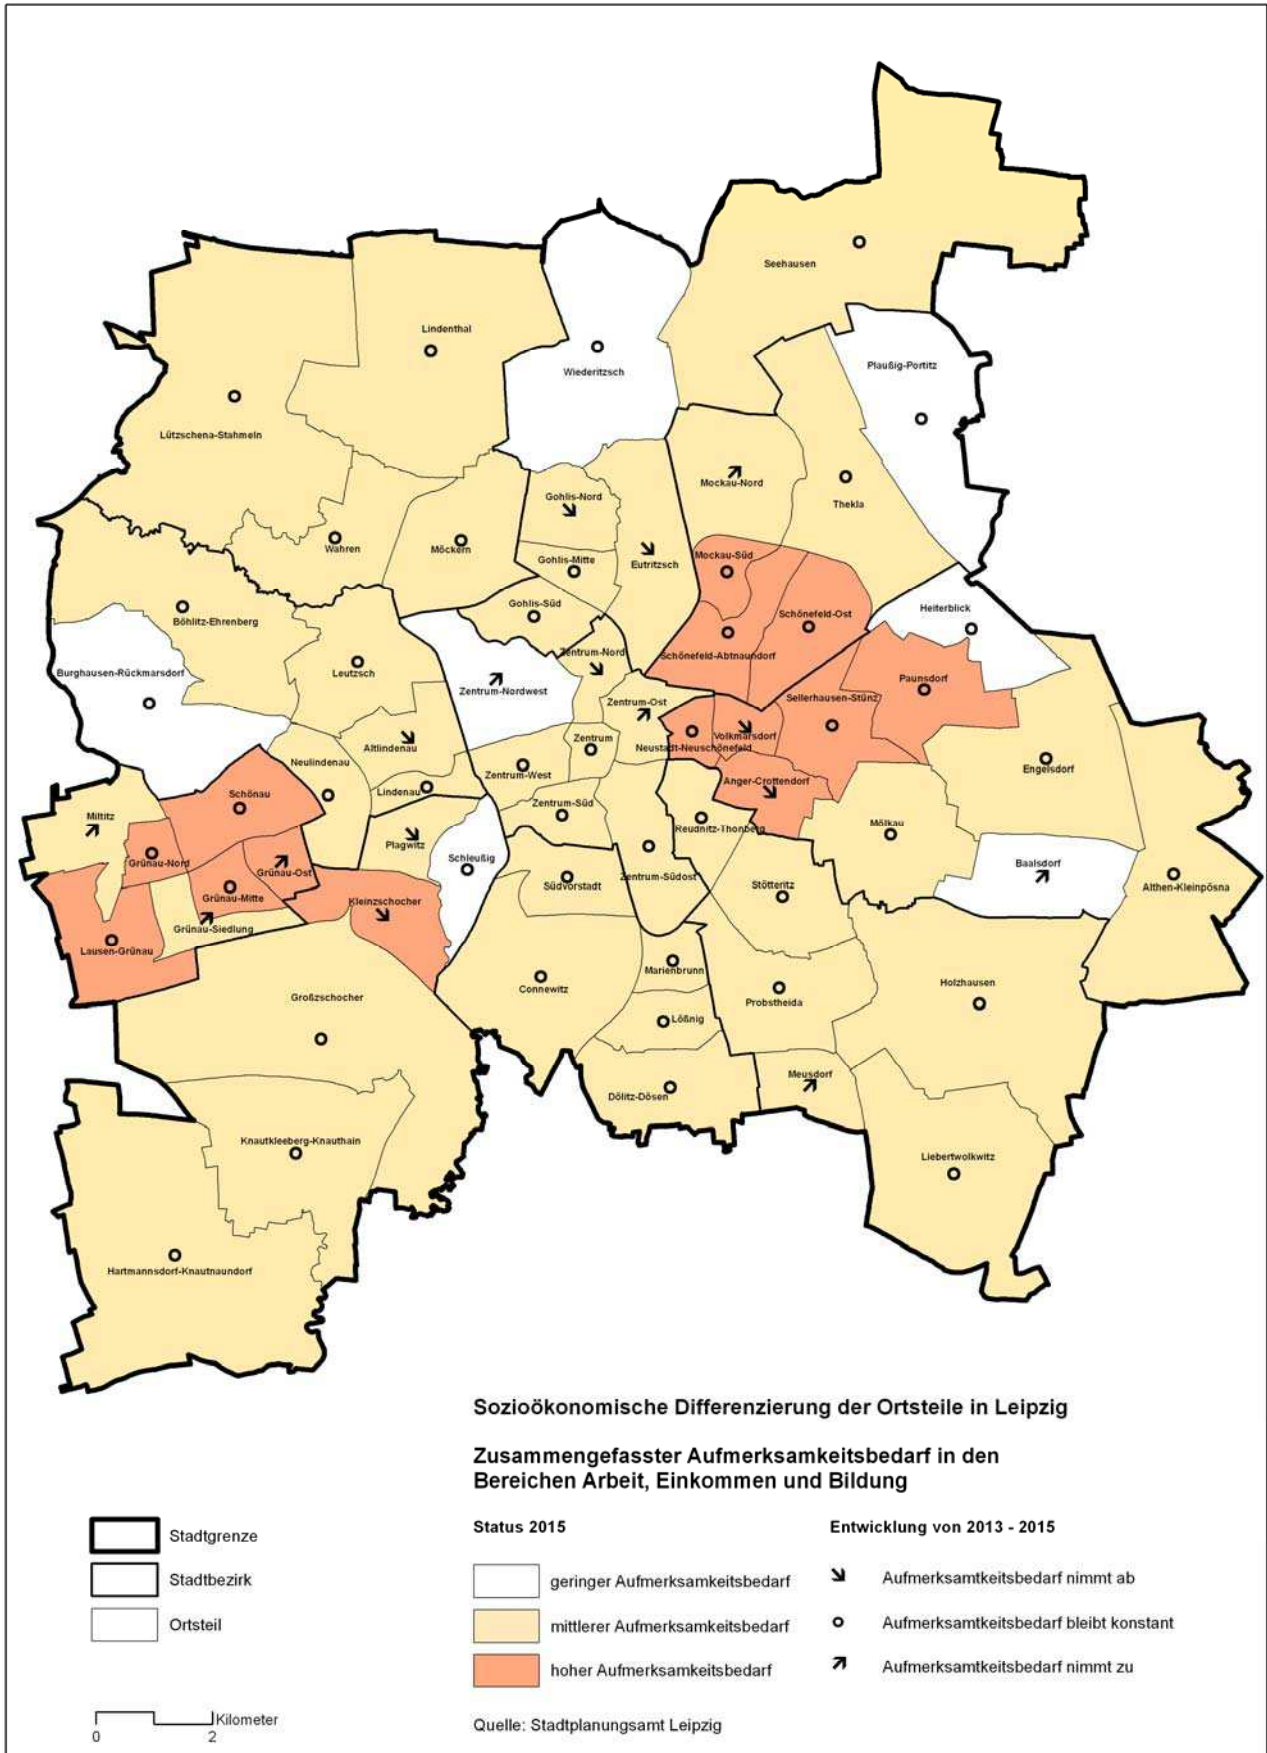 Seehausen
Lindenthal
Plaußig-Portitz
Wiederitzsch
Lützschena-Stahmeln
Mockau-Nord
Gohlis-Nord
Thekla
Wahren
Möckern
Mockau-Süd
Gohlis-Mitte
Eutritzsch
Heiterblick
Gohlis-Süd
Schönefeld-Ost
Böhlitz-Ehrenberg
Zentrum-Nord
Schönefeld-Abtnaundorf
Burghausen-Rückmarsdorf
Leutzsch
Paunsdorf
Zentrum-Nordwest
Sellerhausen-Stünz
Zentrum-Ost
Volkmarsdorf
Zentrum
Altlindenau
Neustadt-Neuschönefeld
Neulindenau
Engelsdorf
Zentrum-West
Anger-Crottendorf
Schönau
Lindenau
Zentrum-Süd
Miltitz
Mölkau
Reudnitz-Thonberg
Plagwitz
Schleußig
Grünau-Nord
Baalsdorf
Grünau-Ost
Zentrum-Südost
Südvorstadt
Stötteritz
Althen-Kleinpösna
Grünau-Mitte
Kleinzschocher
Grünau-Siedlung
Lausen-Grünau
Marienbrunn
Holzhausen
Connewitz
Großzschocher
Probstheida
Lößnig
Meusdorf
Dölitz-Dösen
Knautkleeberg-Knauthain
Liebertwolkwitz
Hartmannsdorf-Knautnaundorf
Sozioökonomische Differenzierung der Ortsteile in Leipzig
Zusammengefasster Aufmerksamkeitsbedarf in den
Bereichen Arbeit, Einkommen und Bildung
Status 2015
Entwicklung von 2013 - 2015
Stadtgrenze
Stadtbezirk
Ortsteil
geringer Aufmerksamkeitsbedarf
mittlerer Aufmerksamkeitsbedarf
hoher Aufmerksamkeitsbedarf
Aufmerksamtkeitsbedarf nimmt ab
Aufmerksamtkeitsbedarf bleibt konstant
Aufmerksamtkeitsbedarf nimmt zu
Kilometer
0 2
Quelle: Stadtplanungsamt Leipzig